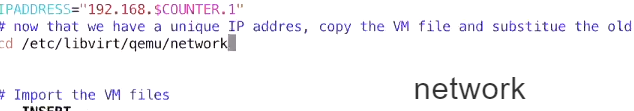 IPADDRESS="192.168.$COUNTER.1"
# now that we have a unique IP addres, copy the VM file and substitue the old
cd /etc/libvirt/qemu/network
network
# Import the VM files
INSERT